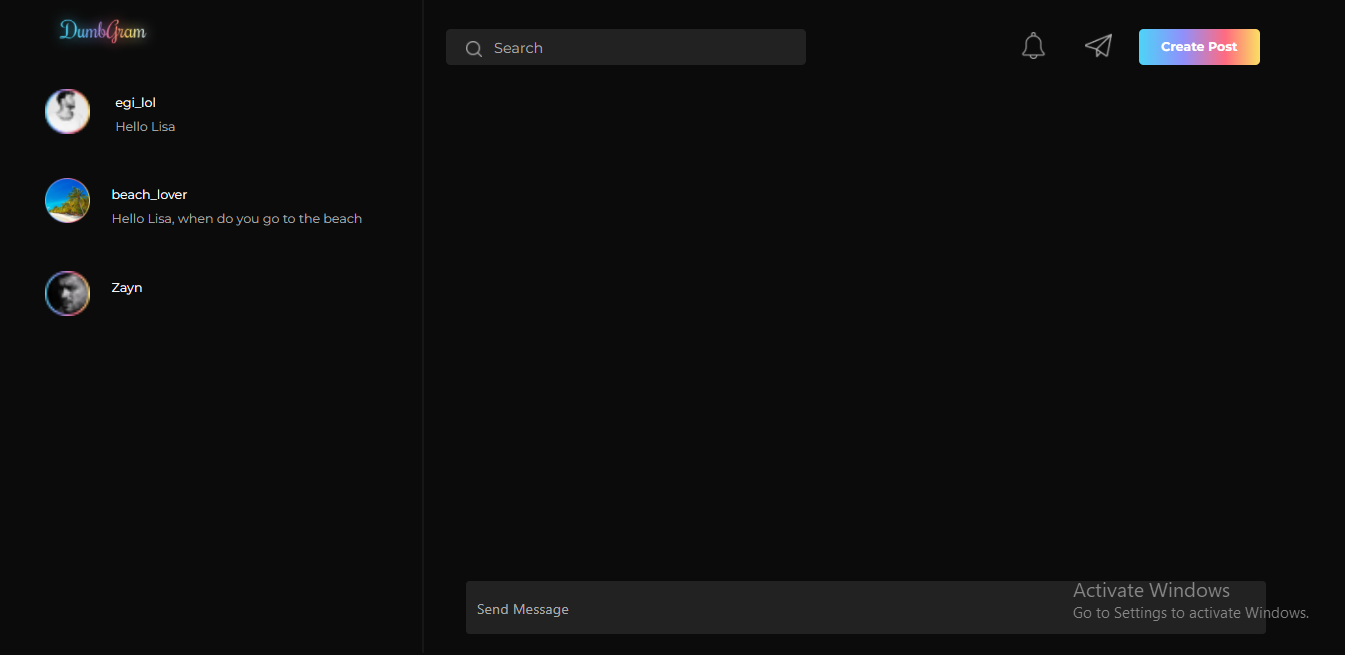 DumbGram
egi_lol
Hello Lisa
beach_lover
Hello Lisa, when do you go to the beach
Zayn
Search
Create Post
Send Message
Activate Windows
Go to Settings to activate Windows.